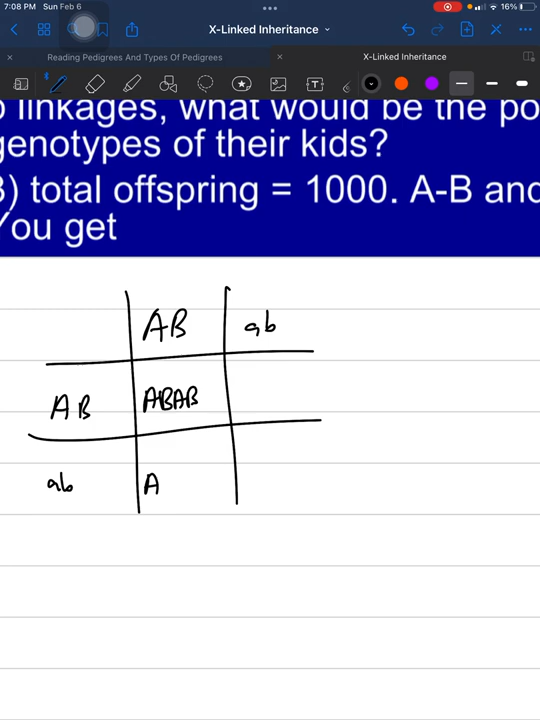 7:08 PM Sun Feb 6
16%
X-Linked Inheritance
Reading Pedigrees And Types Of Pedigrees
X-Linked Inheritance
linkages, what would be the po
genotypes of their kids?
) total offspring = 1000. A-B and
You get
AB ab
AB ABAB
ab A